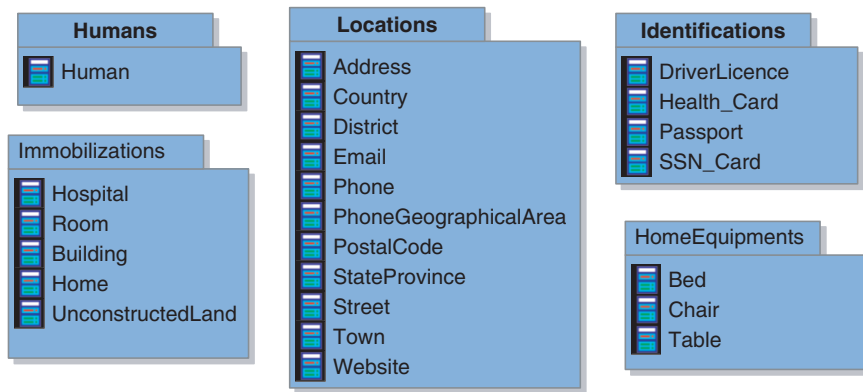 Humans
Human
Immobilizations
Hospital
Room
Building
Home
UnconstructedLand
Locations
Address
Country
District
Email
Phone
PhoneGeographicalArea
PostalCode
StateProvince
Street
Town
Website
Identifications
DriverLicence
Health_Card
Passport
SSN_Card
HomeEquipments
Bed
Chair
Table